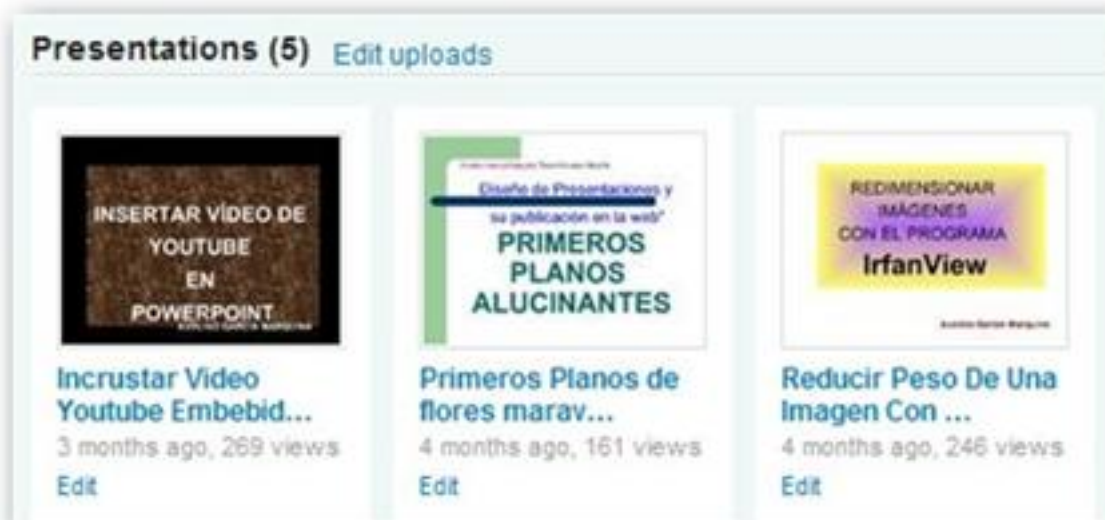 Presentations (5) Edit uploads
INSERTAR VÍDEO DE
YOUTUBE
EN
POWERPOINT
Incrustar Video
Youtube Embebid...
3 months ago, 269 views
Edit
Diseño de Presentaciones y
su publicación en la web"
PRIMEROS
PLANOS
ALUCINANTES
Primeros Planos de
flores marav...
4 months ago, 161 views
Edit
REDIMENSIONAR
IMÁGENES
CON EL PROGRAMA
IrfanView
Reducir Peso De Una
Imagen Con ...
4 months ago, 246 views
Edit